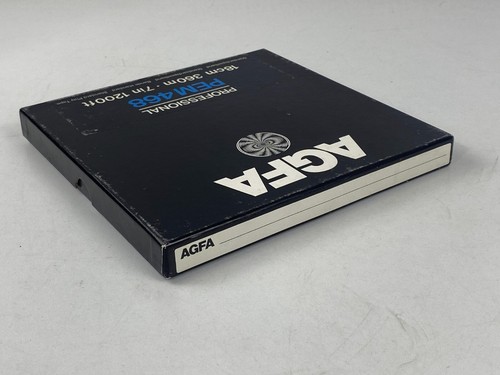 AGFA
PROFESSIONAL
PEM 468
18cm 360m · 7in 1200ft
AGFA